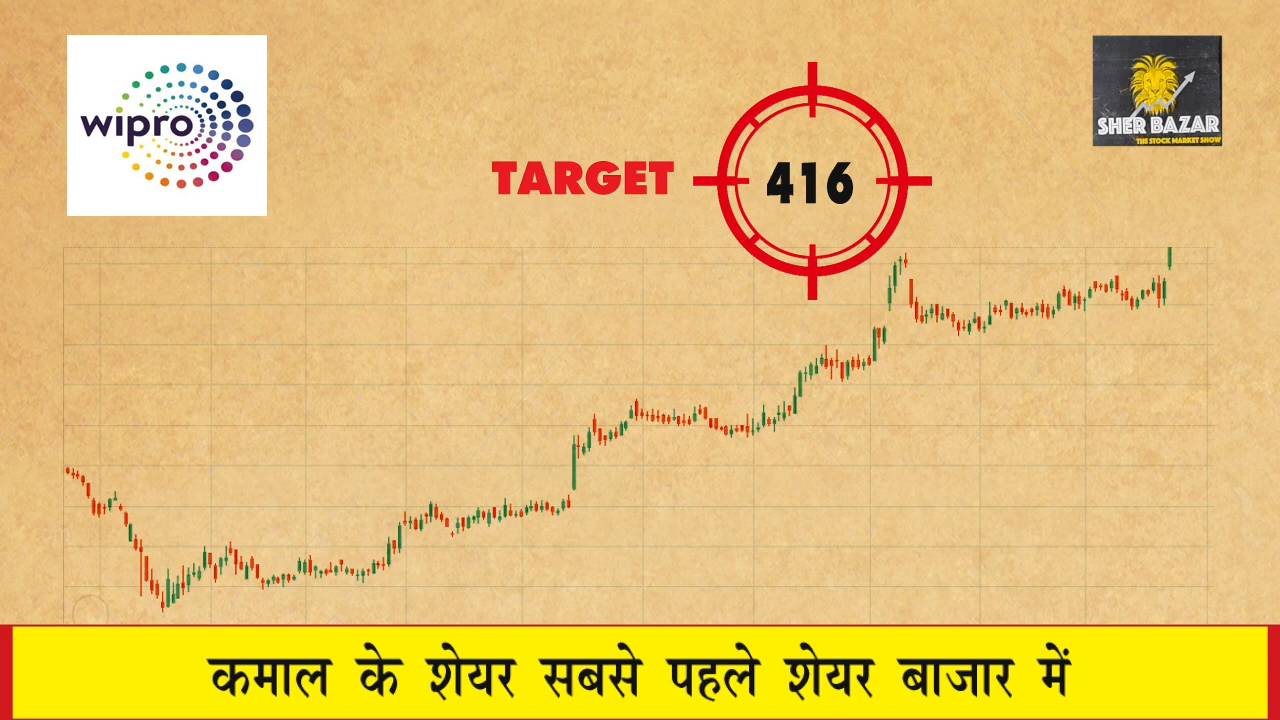 wipro
SHER BAZAR
THE STOCK MARKET SHOW
TARGET
416
कमाल के शेयर सबसे पहले शेयर बाजार में